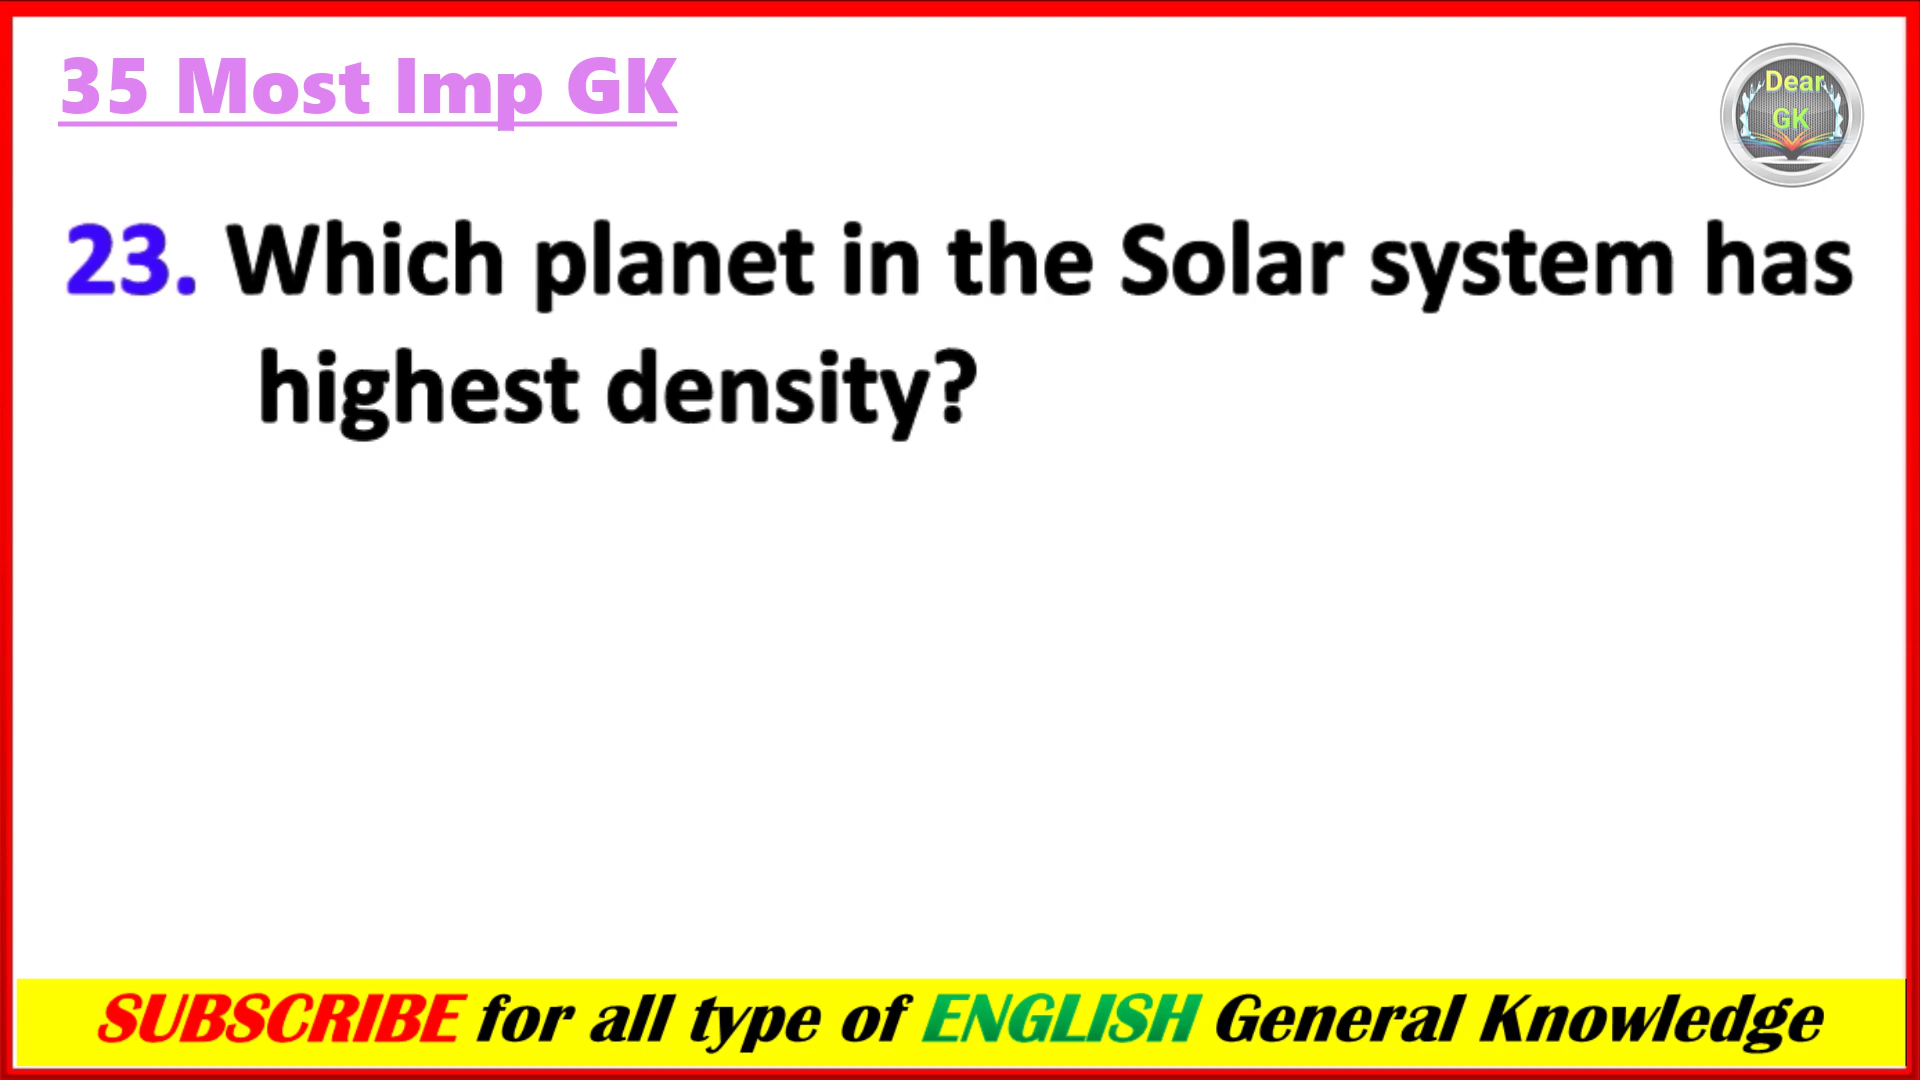 35 Most Imp GK
Dear
GK
23. Which planet in the Solar system has
highest density?
SUBSCRIBE for all type of ENGLISH General Knowledge